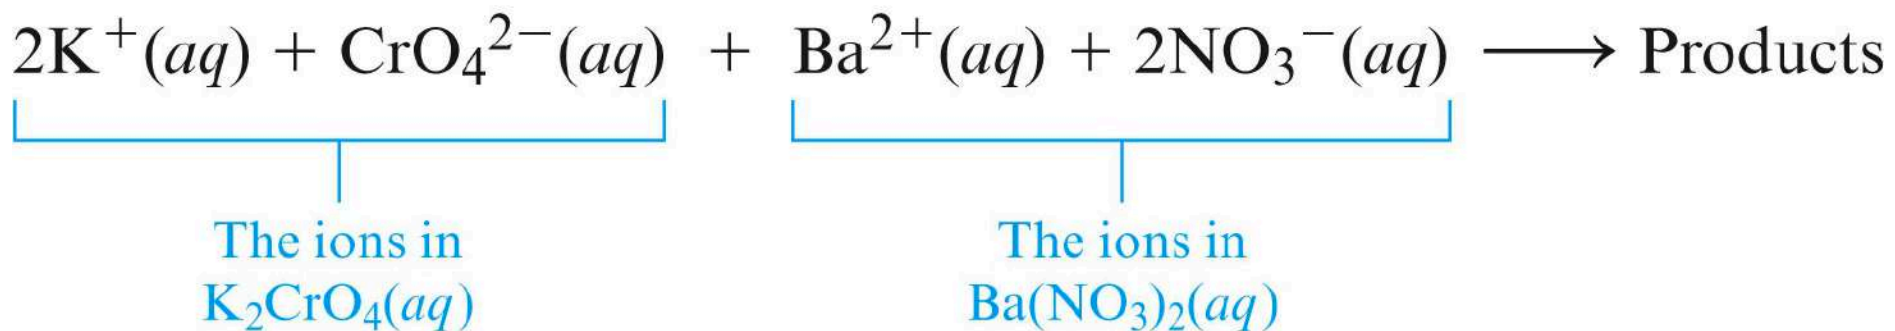 2K⁺(aq) + CrO₄²⁻(aq) + Ba²⁺(aq) + 2NO₃⁻(aq) ⟶ Products
The ions in
K₂CrO₄(aq)
The ions in
Ba(NO₃)₂(aq)